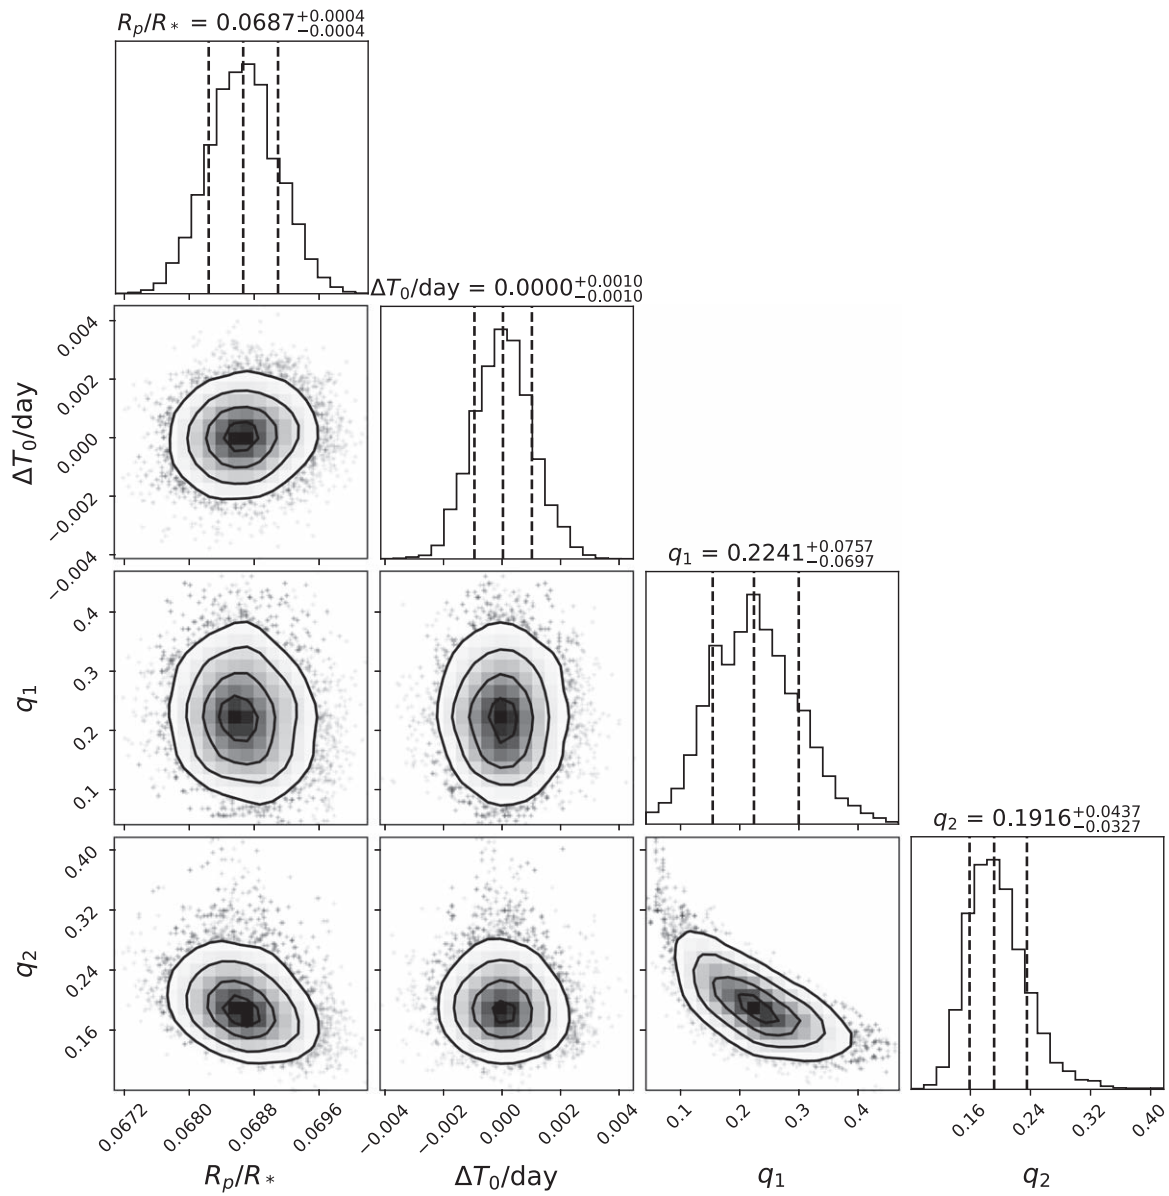 R_p/R_* = 0.0687^{+0.0004}_{-0.0004}
ΔT_0/day = 0.0000^{+0.0010}_{-0.0010}
q_1 = 0.2241^{+0.0757}_{-0.0697}
q_2 = 0.1916^{+0.0437}_{-0.0327}
ΔT_0/day
0.004
0.002
0.000
−0.002
−0.004
q_1
0.4
0.3
0.2
0.1
q_2
0.40
0.32
0.24
0.16
0.0672 0.0680 0.0688 0.0696
−0.004 −0.002 0.000 0.002 0.004
0.1 0.2 0.3 0.4
0.16 0.24 0.32 0.40
R_p/R_* ΔT_0/day q_1 q_2